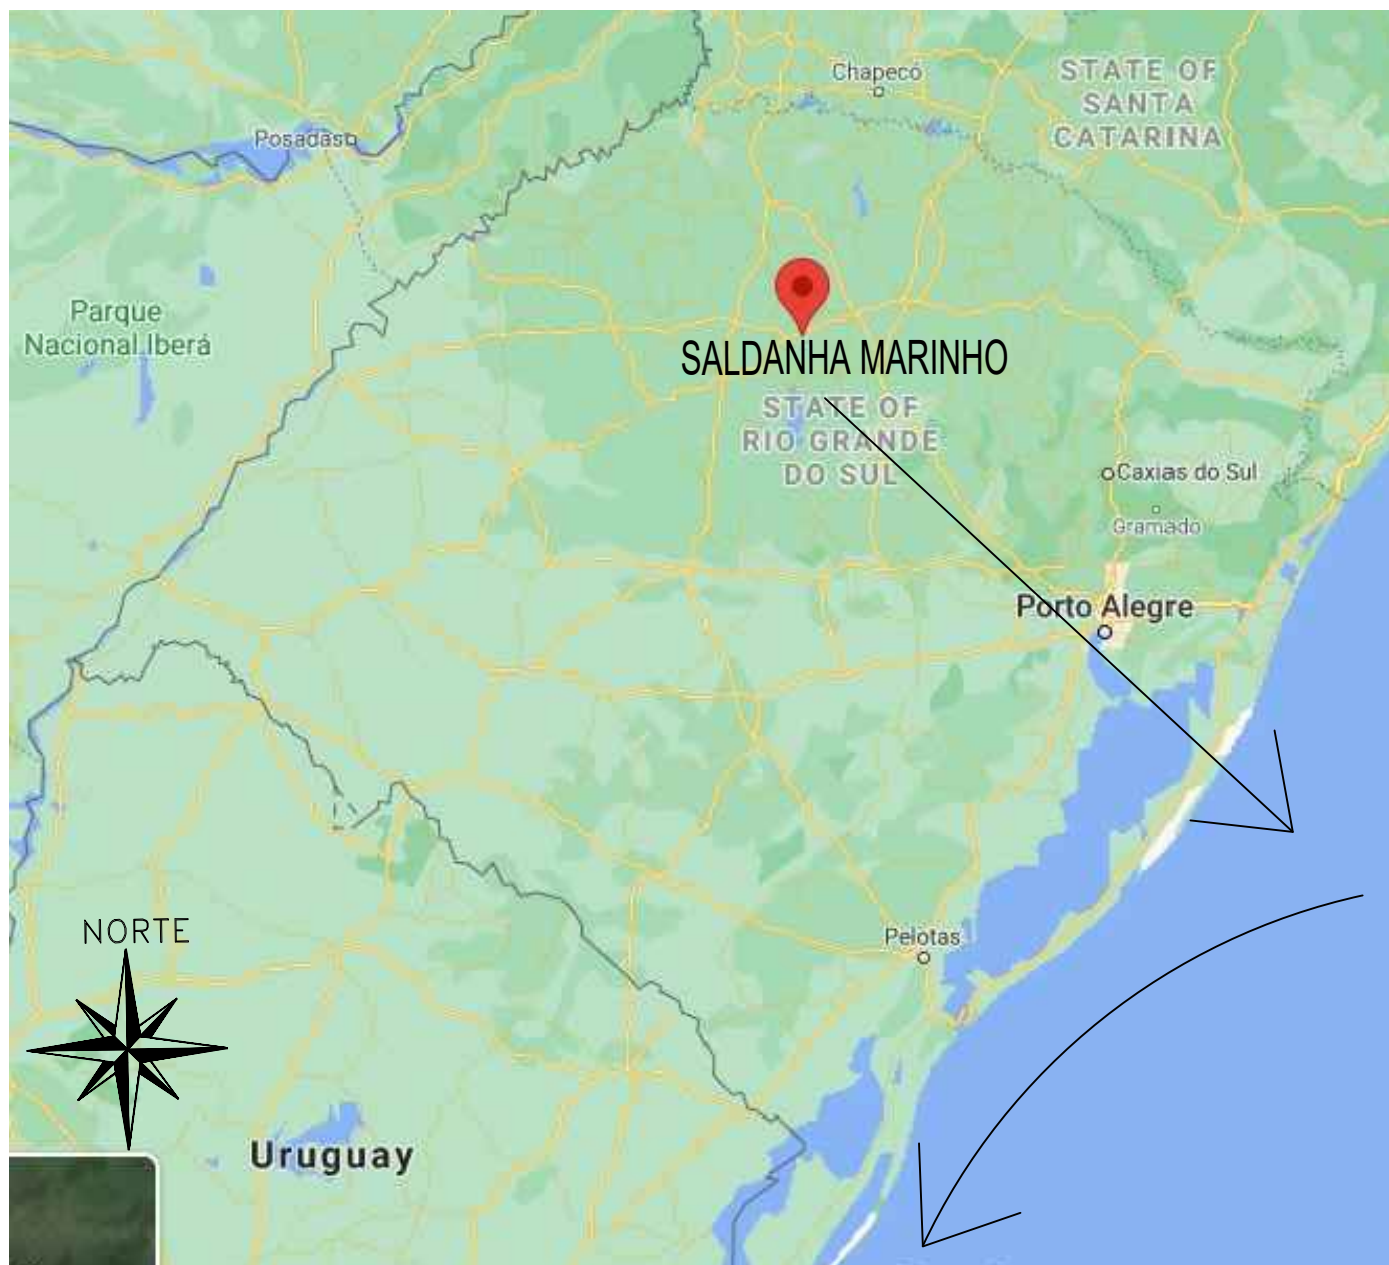 Chapecó
STATE OF
SANTA
CATARINA
Posadas
Parque
Nacional Iberá
SALDANHA MARINHO
STATE OF
RIO GRANDE
DO SUL
Caxias do Sul
Gramado
Porto Alegre
Pelotas
NORTE
Uruguay